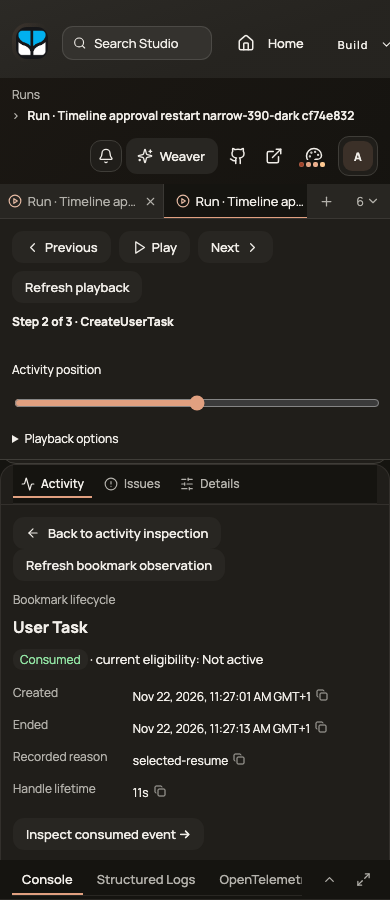 Search Studio
Home
Build
Runs
› Run · Timeline approval restart narrow-390-dark cf74e832
Weaver
A
Run · Timeline ap...
Run · Timeline ap...
6
Previous
Play
Next
Refresh playback
Step 2 of 3 · CreateUserTask
Activity position
Playback options
Activity
Issues
Details
Back to activity inspection
Refresh bookmark observation
Bookmark lifecycle
User Task
Consumed · current eligibility: Not active
Created Nov 22, 2026, 11:27:01 AM GMT+1
Ended Nov 22, 2026, 11:27:13 AM GMT+1
Recorded reason selected-resume
Handle lifetime 11s
Inspect consumed event →
Console
Structured Logs
OpenTelemet